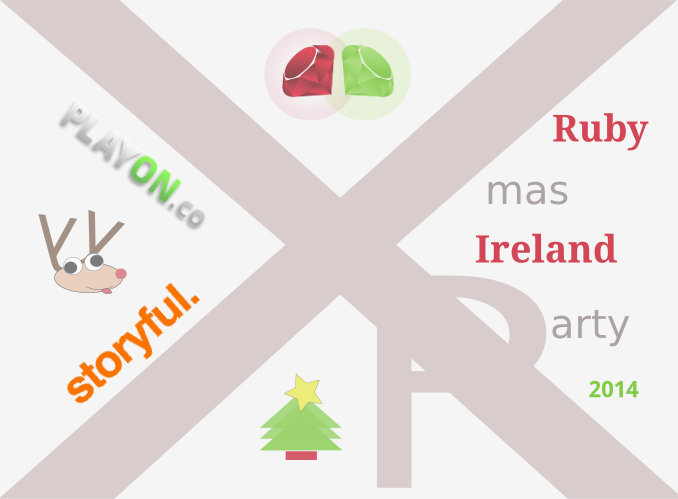 PLAYON.co
storyful.
Ruby
X
mas
Ireland
P
arty
2014